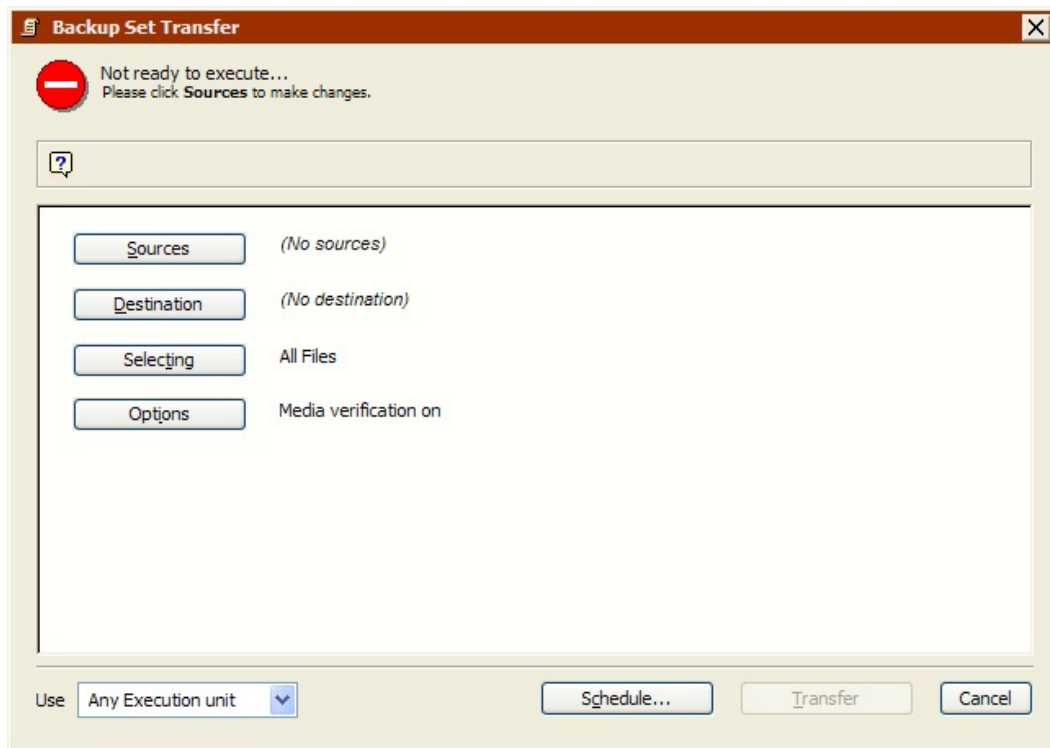 Backup Set Transfer
Not ready to execute...
Please click Sources to make changes.
?
Sources (No sources)
Destination (No destination)
Selecting All Files
Options Media verification on
Use Any Execution unit Schedule... Transfer Cancel